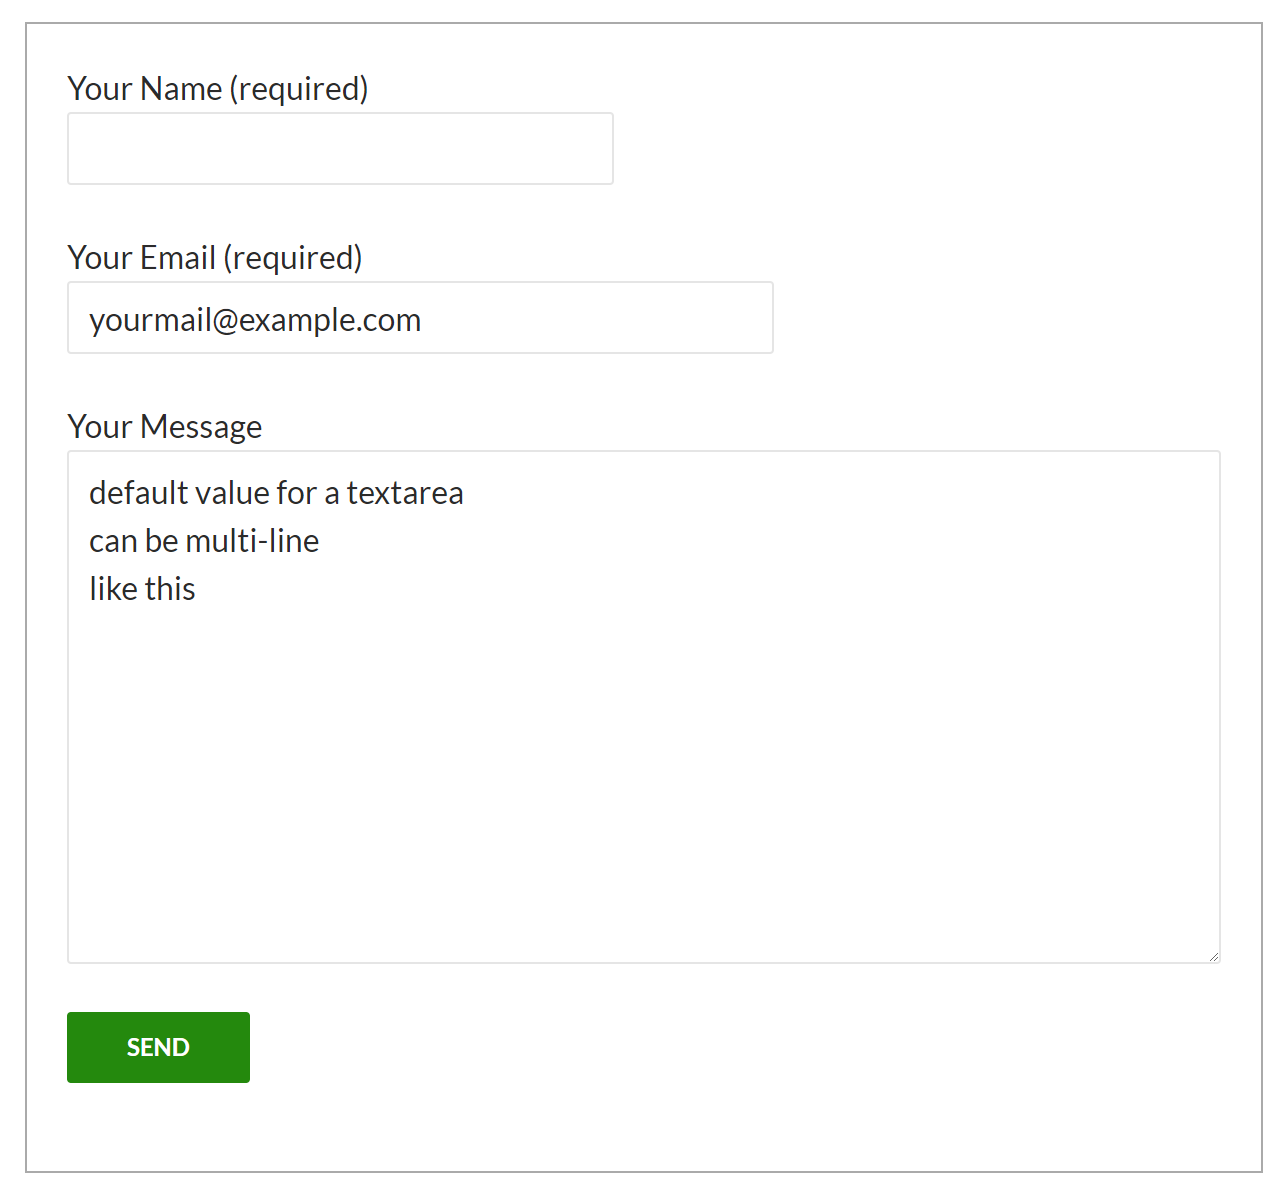 Your Name (required)
Your Email (required)
yourmail@example.com
Your Message
default value for a textarea
can be multi-line
like this
SEND